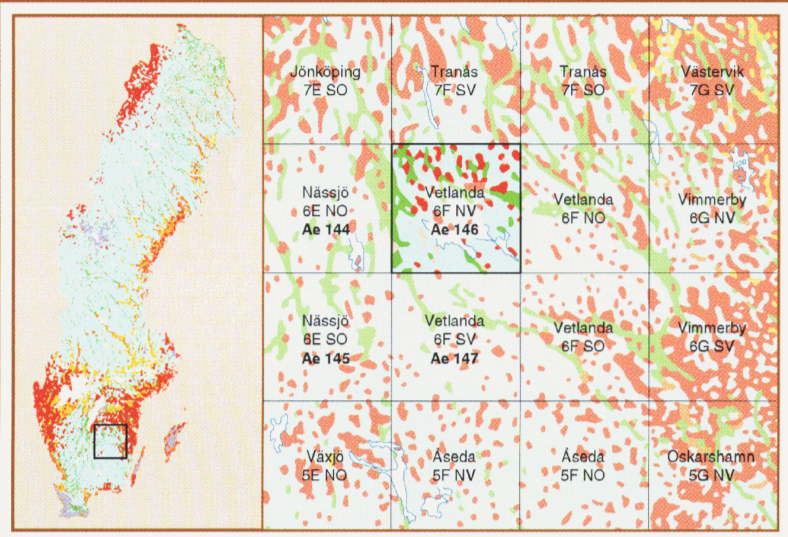 Jönköping
7E SO
Tranås
7F SV
Tranås
7F SO
Västervik
7G SV
Nässjö
6E NO
Ae 144
Vetlanda
6F NV
Ae 146
Vetlanda
6F NO
Vimmerby
6G NV
Nässjö
6E SO
Ae 145
Vetlanda
6F SV
Ae 147
Vetlanda
6F SO
Vimmerby
6G SV
Växjö
5E NO
Åseda
5F NV
Åseda
5F NO
Oskarshamn
5G NV